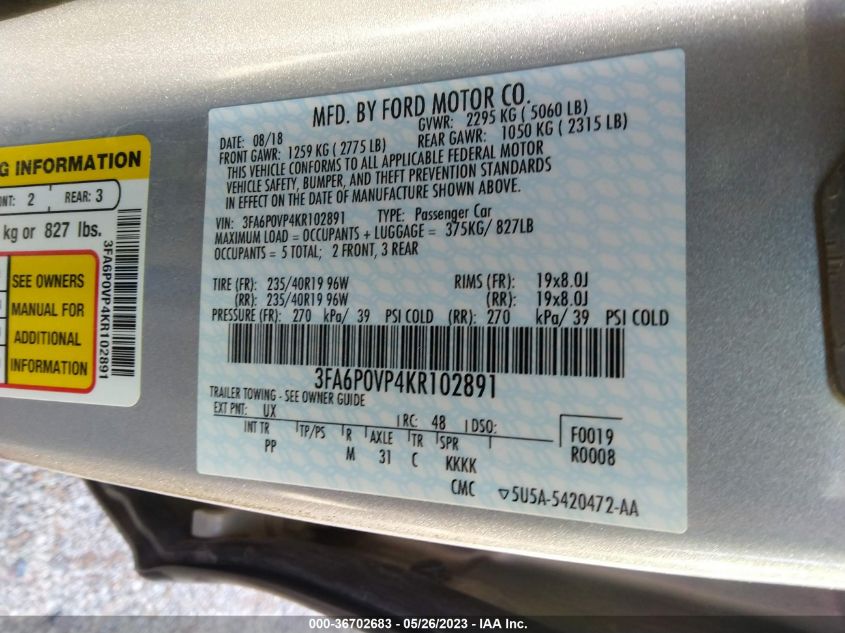 MFD. BY FORD MOTOR CO.
DATE: 08/18 GVWR: 2295 KG ( 5060 LB)
FRONT GAWR: 1259 KG ( 2775 LB) REAR GAWR: 1050 KG ( 2315 LB)
THIS VEHICLE CONFORMS TO ALL APPLICABLE FEDERAL MOTOR
VEHICLE SAFETY, BUMPER, AND THEFT PREVENTION STANDARDS
IN EFFECT ON THE DATE OF MANUFACTURE SHOWN ABOVE.
VIN: 3FA6P0VP4KR102891 TYPE: Passenger Car
MAXIMUM LOAD = OCCUPANTS + LUGGAGE = 375KG/ 827LB
OCCUPANTS = 5 TOTAL; 2 FRONT, 3 REAR
TIRE (FR): 235/40R19 96W RIMS (FR): 19x8.0J
(RR): 235/40R19 96W (RR): 19x8.0J
PRESSURE (FR): 270 kPa/ 39 PSI COLD (RR): 270 kPa/ 39 PSI COLD
3FA6P0VP4KR102891
TRAILER TOWING - SEE OWNER GUIDE
EXT PNT: UX RC: 48 DSO:
INT TR TP/PS R AXLE TR SPR
PP M 31 C KKKK
F0019
R0008
CMC ▽5U5A-5420472-AA
G INFORMATION
NT: 2 REAR: 3
kg or 827 lbs.
SEE OWNERS
MANUAL FOR
ADDITIONAL
INFORMATION
3FA6P0VP4KR102891
003-36702683 / 05/26/2023 - IAA Inc.